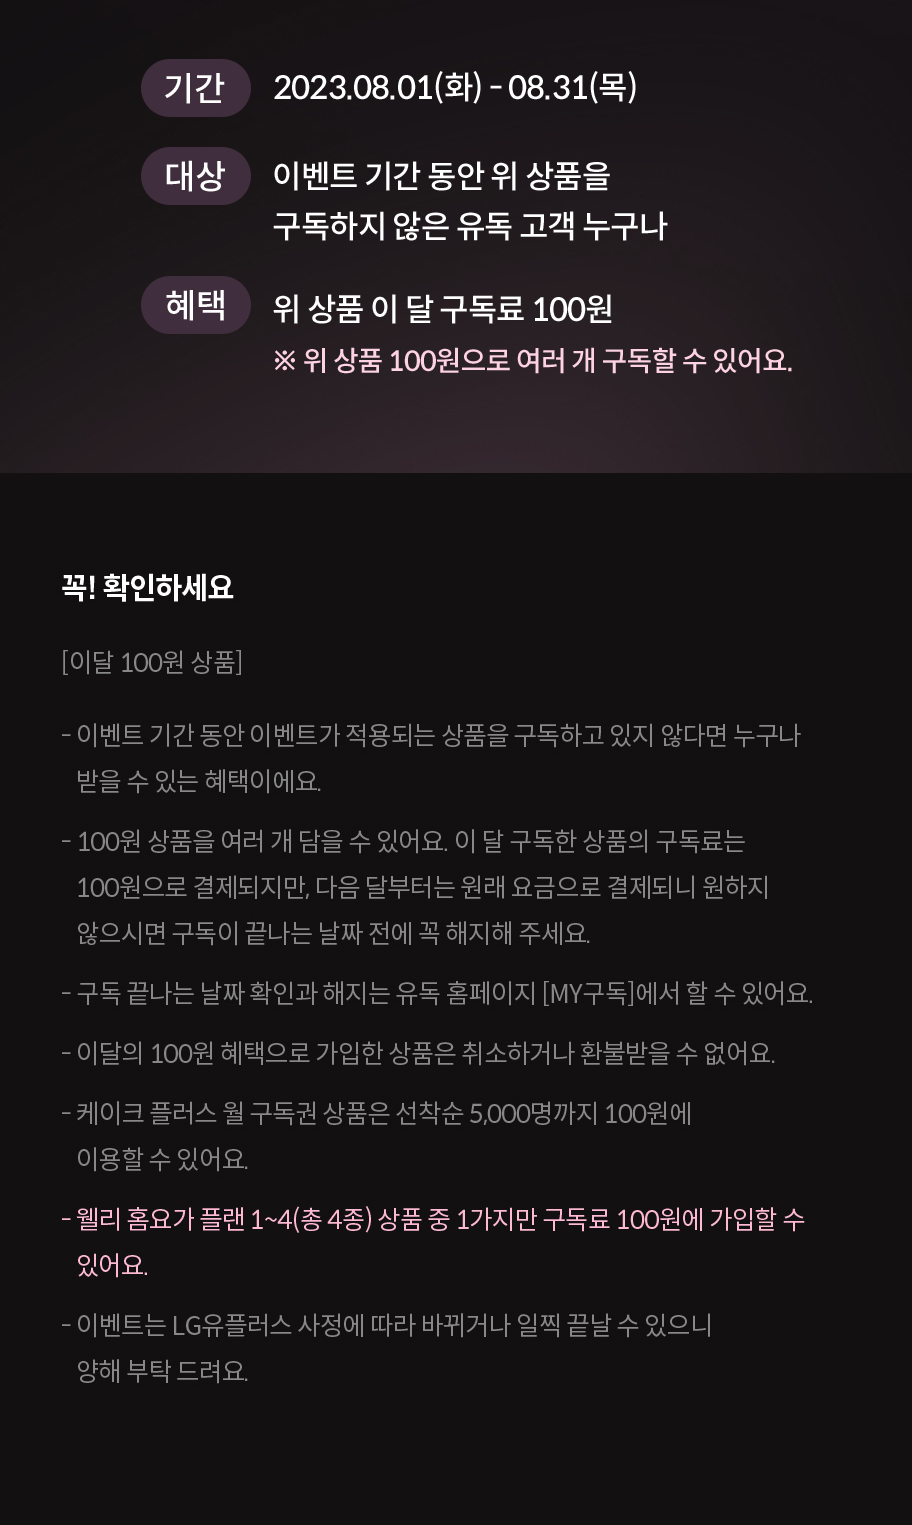 기간 2023.08.01(화) - 08.31(목)
대상 이벤트 기간 동안 위 상품을
구독하지 않은 유독 고객 누구나
혜택 위 상품 이 달 구독료 100원
※ 위 상품 100원으로 여러 개 구독할 수 있어요.
꼭! 확인하세요
[이달 100원 상품]
- 이벤트 기간 동안 이벤트가 적용되는 상품을 구독하고 있지 않다면 누구나
받을 수 있는 혜택이에요.
- 100원 상품을 여러 개 담을 수 있어요. 이 달 구독한 상품의 구독료는
100원으로 결제되지만, 다음 달부터는 원래 요금으로 결제되니 원하지
않으시면 구독이 끝나는 날짜 전에 꼭 해지해 주세요.
- 구독 끝나는 날짜 확인과 해지는 유독 홈페이지 [MY구독]에서 할 수 있어요.
- 이달의 100원 혜택으로 가입한 상품은 취소하거나 환불받을 수 없어요.
- 케이크 플러스 월 구독권 상품은 선착순 5,000명까지 100원에
이용할 수 있어요.
- 웰리 홈요가 플랜 1~4(총 4종) 상품 중 1가지만 구독료 100원에 가입할 수
있어요.
- 이벤트는 LG유플러스 사정에 따라 바뀌거나 일찍 끝날 수 있으니
양해 부탁 드려요.